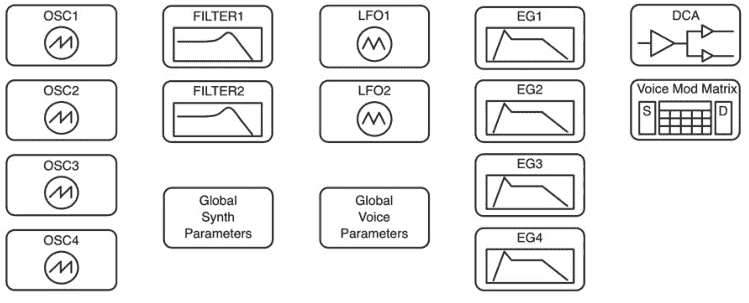 OSC1
FILTER1
LFO1
EG1
DCA
OSC2
FILTER2
LFO2
EG2
Voice Mod Matrix
S
D
OSC3
EG3
Global
Synth
Parameters
Global
Voice
Parameters
OSC4
EG4